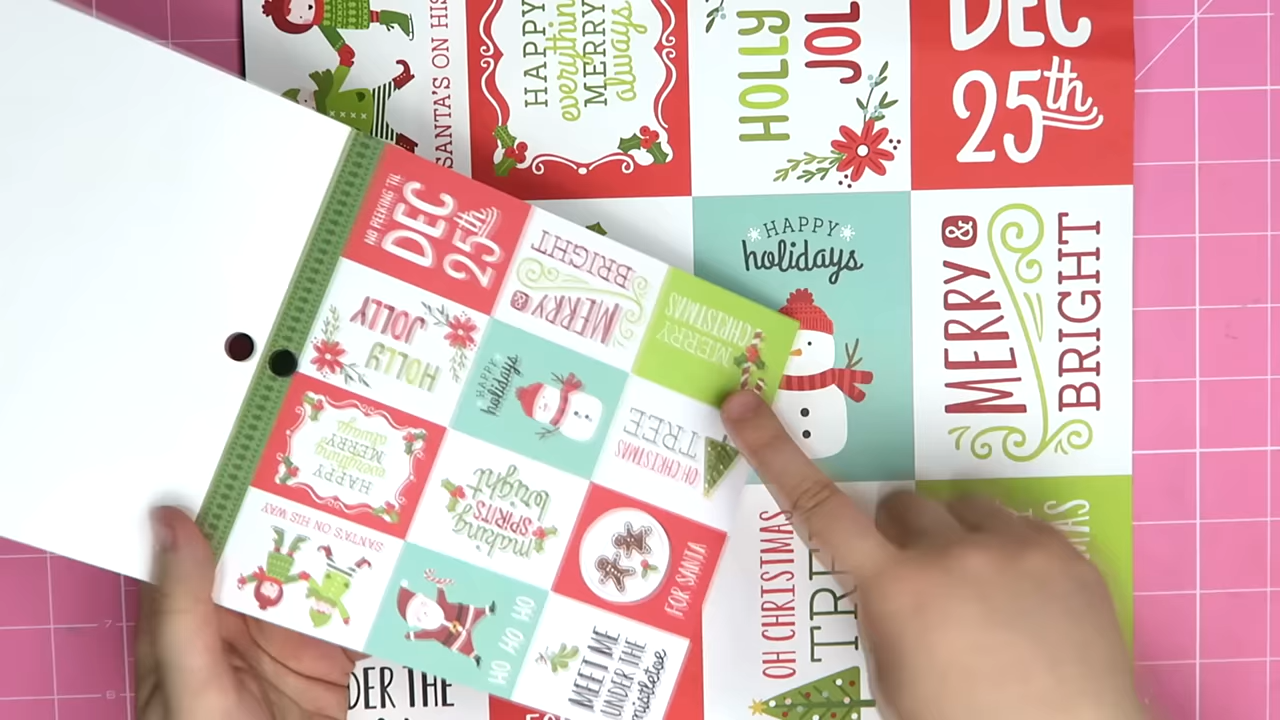 SANTA'S ON HIS
HAPPY
everything
MERRY
always
HOLLY
JOL
DEC
25th
HAPPY
holidays
MERRY &
BRIGHT
OH CHRISTMAS
TRE
DER THE
NO PEEKING 'TIL
DEC
25th
MERRY &
BRIGHT
MERRY
CHRISTMAS
HOLLY
JOLLY
HAPPY
holidays
OH CHRISTMAS
TREE
HAPPY
everything
MERRY
always
making
SPIRITS
bright
FOR SANTA
SANTA'S ON HIS WAY
HO HO HO
MEET ME
UNDER THE
mistletoe
7
6